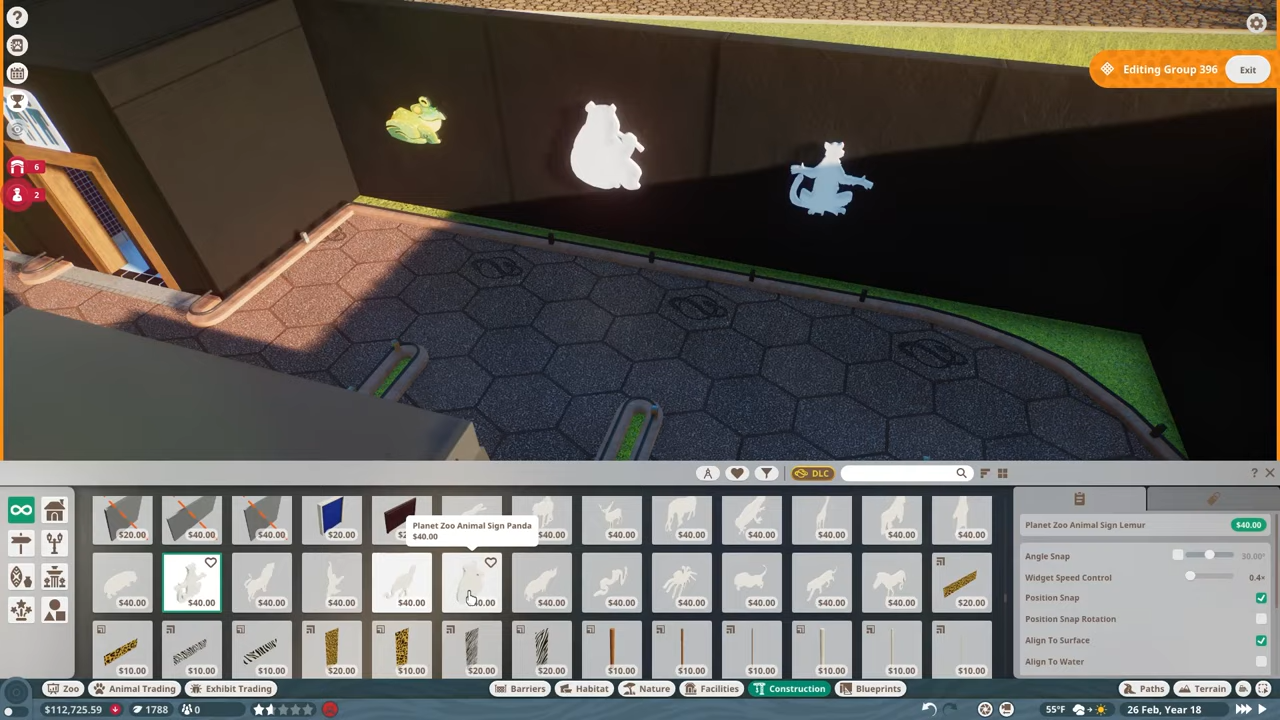 ?
Editing Group 396
Exit
6
2
DLC
?
$20.00
$40.00
$40.00
$20.00
$40.00
$40.00
$40.00
$40.00
$40.00
$40.00
$40.00
Planet Zoo Animal Sign Panda
$40.00
$40.00
$40.00
$40.00
$40.00
$40.00
$40.00
$40.00
$40.00
$40.00
$40.00
$40.00
$20.00
$10.00
$10.00
$10.00
$20.00
$10.00
$20.00
$20.00
$10.00
$10.00
$10.00
$10.00
$10.00
$10.00
Planet Zoo Animal Sign Lemur
$40.00
Angle Snap
30.00°
Widget Speed Control
0.4×
Position Snap
Position Snap Rotation
Align To Surface
Align To Water
Zoo
Animal Trading
Exhibit Trading
Barriers
Habitat
Nature
Facilities
Construction
Blueprints
Paths
Terrain
$112,725.59
1788
0
55°F
26 Feb, Year 18